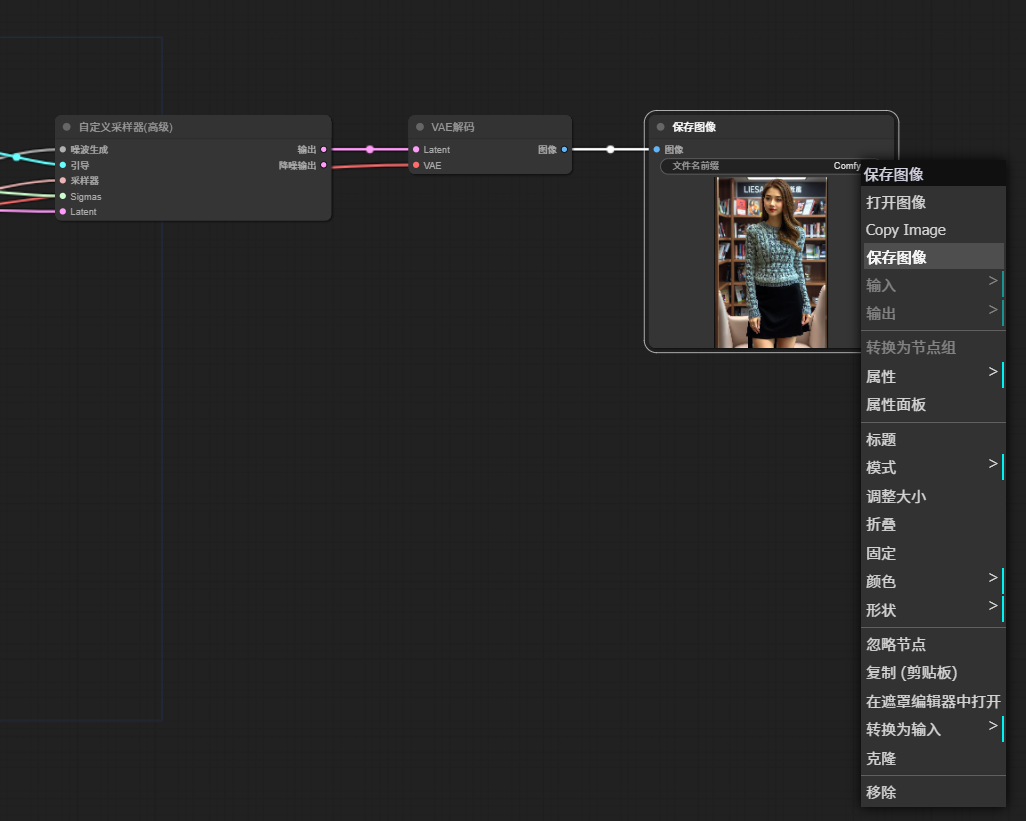 自定义采样器(高级)
噪波生成
输出
引导
降噪输出
采样器
Sigmas
Latent
VAE解码
Latent
图像
VAE
保存图像
图像
文件名前缀
Comfy
LIESA
保存图像
打开图像
Copy Image
保存图像
输入 >
输出 >
转换为节点组
属性 >
属性面板
标题
模式 >
调整大小
折叠
固定
颜色 >
形状 >
忽略节点
复制 (剪贴板)
在遮罩编辑器中打开
转换为输入 >
克隆
移除